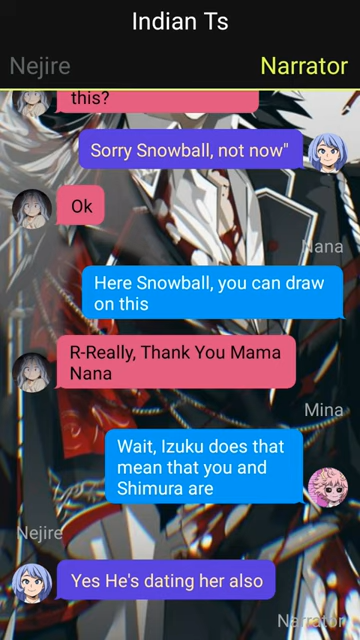 Indian Ts
Nejire
Narrator
this?
Sorry Snowball, not now"
Ok
Nana
Here Snowball, you can draw
on this
R-Really, Thank You Mama
Nana
Mina
Wait, Izuku does that
mean that you and
Shimura are
Nejire
Yes He's dating her also
Narrator